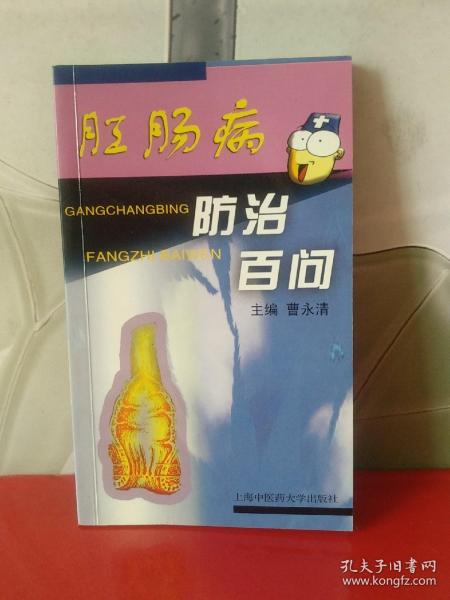 肛肠病
GANGCHANGBING
防治
FANGZHI BAIWEN
百问
主编 曹永清
上海中医药大学出版社
孔夫子旧书网
www.kongfz.com